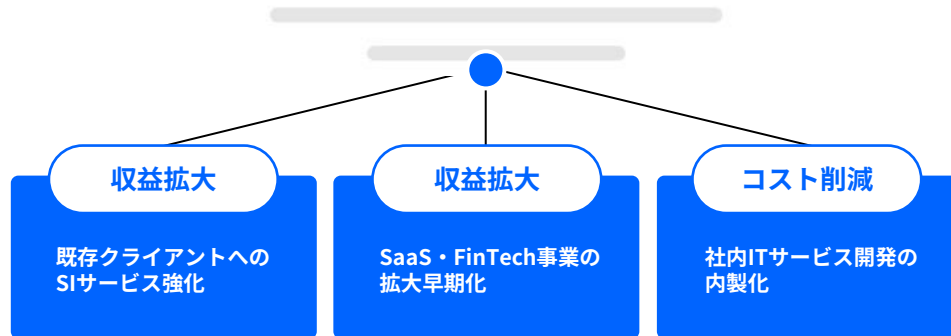 収益拡大
既存クライアントへの
SIサービス強化
収益拡大
SaaS・FinTech事業の
拡大早期化
コスト削減
社内ITサービス開発の
内製化